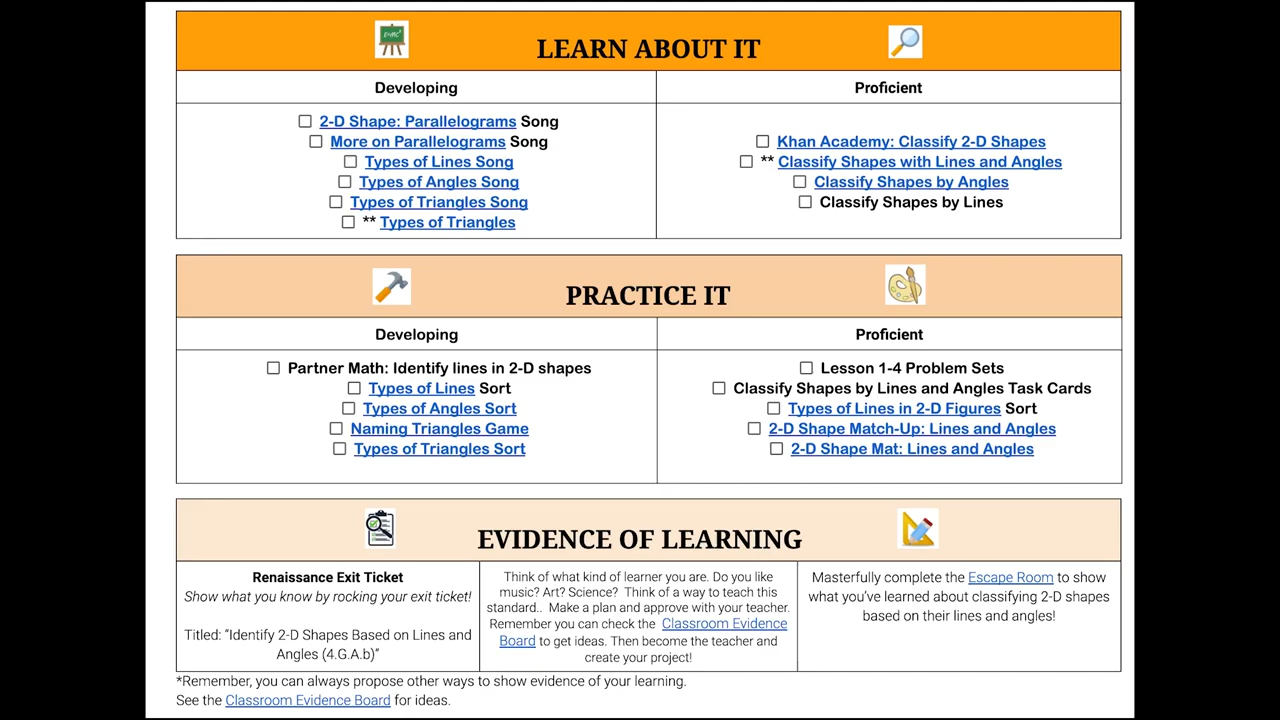 LEARN ABOUT IT
Developing
Proficient
2-D Shape: Parallelograms Song
More on Parallelograms Song
Types of Lines Song
Types of Angles Song
Types of Triangles Song
** Types of Triangles
Khan Academy: Classify 2-D Shapes
** Classify Shapes with Lines and Angles
Classify Shapes by Angles
Classify Shapes by Lines
PRACTICE IT
Developing
Proficient
Partner Math: Identify lines in 2-D shapes
Types of Lines Sort
Types of Angles Sort
Naming Triangles Game
Types of Triangles Sort
Lesson 1-4 Problem Sets
Classify Shapes by Lines and Angles Task Cards
Types of Lines in 2-D Figures Sort
2-D Shape Match-Up: Lines and Angles
2-D Shape Mat: Lines and Angles
EVIDENCE OF LEARNING
Renaissance Exit Ticket
Show what you know by rocking your exit ticket!
Titled: “Identify 2-D Shapes Based on Lines and
Angles (4.G.A.b)”
Think of what kind of learner you are. Do you like
music? Art? Science? Think of a way to teach this
standard.. Make a plan and approve with your teacher.
Remember you can check the Classroom Evidence
Board to get ideas. Then become the teacher and
create your project!
Masterfully complete the Escape Room to show
what you’ve learned about classifying 2-D shapes
based on their lines and angles!
*Remember, you can always propose other ways to show evidence of your learning.
See the Classroom Evidence Board for ideas.